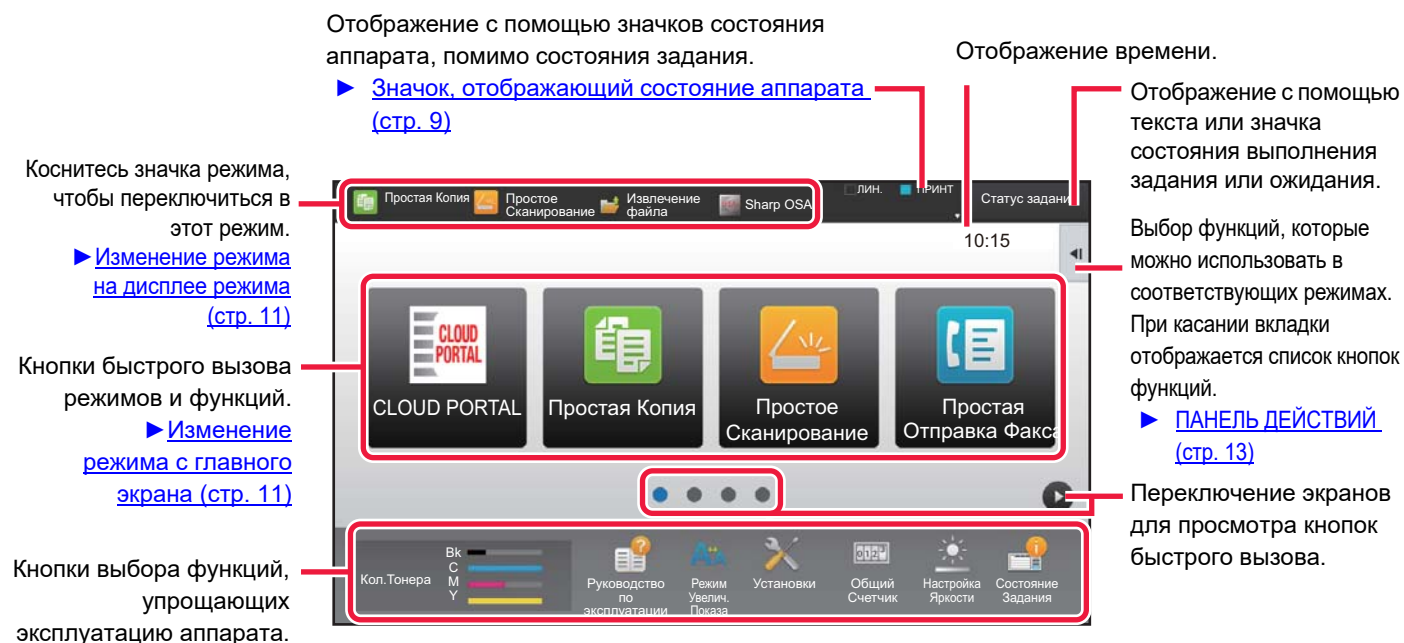 Отображение с помощью значков состояния
аппарата, помимо состояния задания.
► Значок, отображающий состояние аппарата
(стр. 9)
Отображение времени.
Отображение с помощью
текста или значка
состояния выполнения
задания или ожидания.
Коснитесь значка режима,
чтобы переключиться в
этот режим.
►Изменение режима
на дисплее режима
(стр. 11)
Простая Копия
Простое
Сканирование
Извлечение
файла
Sharp OSA
ЛИН.
ПРИНТ
Статус задания
10:15
Выбор функций, которые
можно использовать в
соответствующих режимах.
При касании вкладки
отображается список кнопок
функций.
► ПАНЕЛЬ ДЕЙСТВИЙ
(стр. 13)
Кнопки быстрого вызова
режимов и функций.
►Изменение
режима с главного
экрана (стр. 11)
CLOUD
PORTAL
CLOUD PORTAL
Простая Копия
Простое
Сканирование
Простая
Отправка Факса
Переключение экранов
для просмотра кнопок
быстрого вызова.
Кнопки выбора функций,
упрощающих
эксплуатацию аппарата.
Кол.Тонера
Bk
C
M
Y
Руководство
по
эксплуатации
Режим
Увелич.
Показа
Установки
Общий
Счетчик
Настройка
Яркости
Состояние
Задания